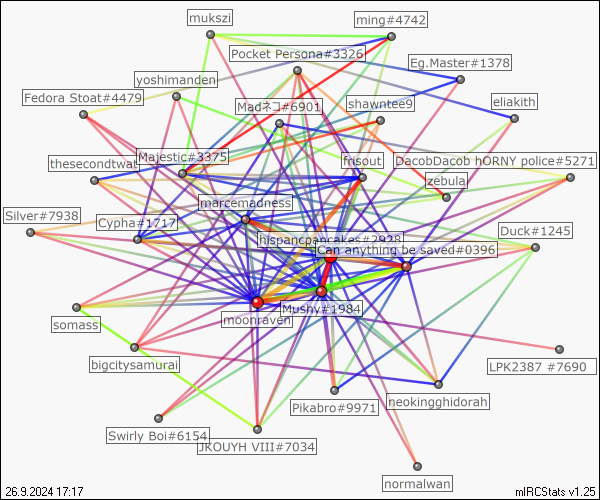 mukszi
ming#4742
Pocket Persona#3326
Eg.Master#1378
yoshimanden
Fedora Stoat#4479
Madネコ#6901
shawntee9
eliakith
thesecondtwat
Majestic#3375
frisout
DacobDacob hORNY police#5271
zebula
marcemadness
Silver#7938
Cypha#1717
hispancpancakes#2928
Can anything be saved#0396
Duck#1245
moonraven
Mushy#1984
somass
bigcitysamurai
LPK2387 #7690
Pikabro#9971
neokingghidorah
Swirly Boi#6154
JKOUYH VIII#7034
normalwan
26.9.2024 17:17
mIRCStats v1.25